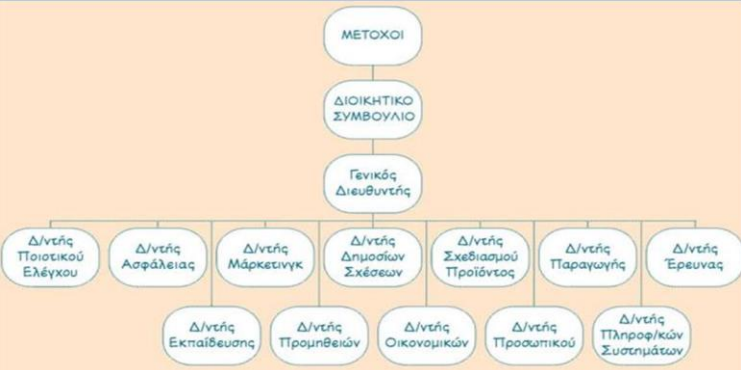 ΜΕΤΟΧΟΙ
ΔΙΟΙΚΗΤΙΚΟ
ΣΥΜΒΟΥΛΙΟ
Γενικός
Διευθυντής
Δ/ντής
Ποιοτικού
Ελέγχου
Δ/ντής
Ασφάλειας
Δ/ντής
Μάρκετινγκ
Δ/ντής
Δημοσίων
Σχέσεων
Δ/ντής
Σχεδιασμού
Προϊόντος
Δ/ντής
Παραγωγής
Δ/ντής
Έρευνας
Δ/ντής
Εκπαίδευσης
Δ/ντής
Προμηθειών
Δ/ντής
Οικονομικών
Δ/ντής
Προσωπικού
Δ/ντής
Πληροφ/κών
Συστημάτων